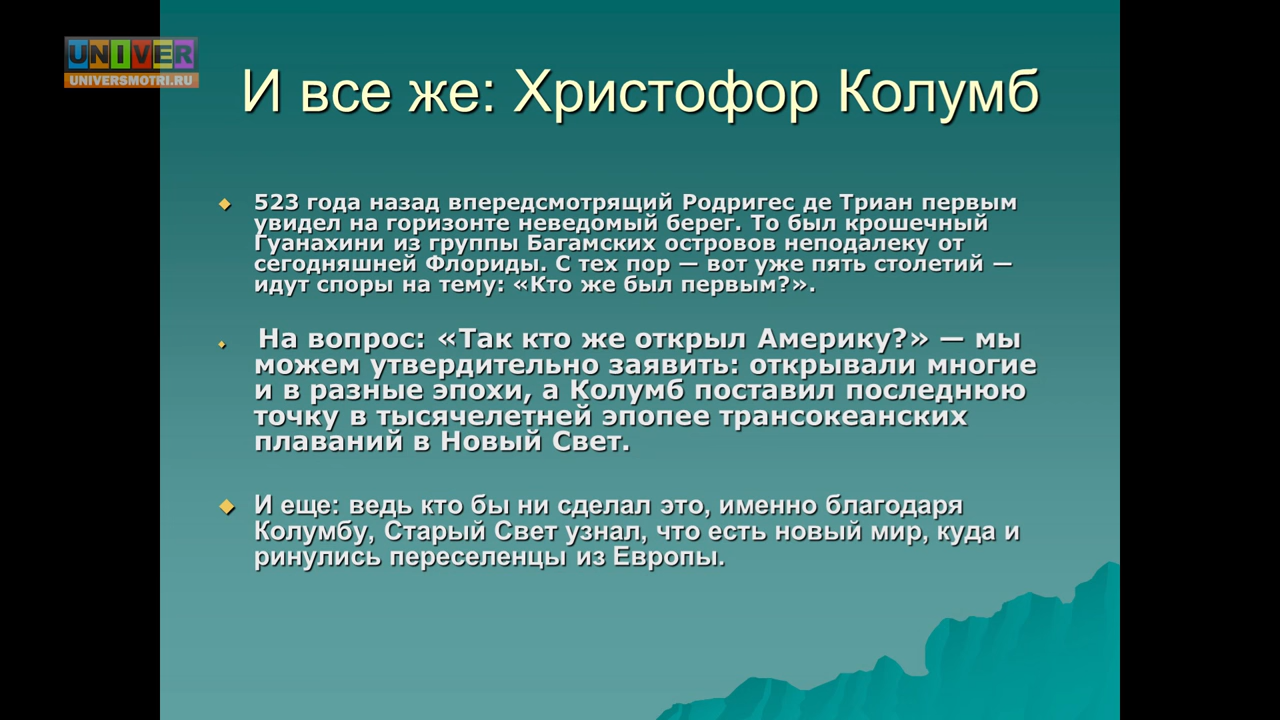 UNIVER
UNIVERSMOTRI.RU
И все же: Христофор Колумб
523 года назад впередсмотрящий Родригес де Триан первым
увидел на горизонте неведомый берег. То был крошечный
Гуанахини из группы Багамских островов неподалеку от
сегодняшней Флориды. С тех пор — вот уже пять столетий —
идут споры на тему: «Кто же был первым?».
На вопрос: «Так кто же открыл Америку?» — мы
можем утвердительно заявить: открывали многие
и в разные эпохи, а Колумб поставил последнюю
точку в тысячелетней эпопее трансокеанских
плаваний в Новый Свет.
И еще: ведь кто бы ни сделал это, именно благодаря
Колумбу, Старый Свет узнал, что есть новый мир, куда и
ринулись переселенцы из Европы.